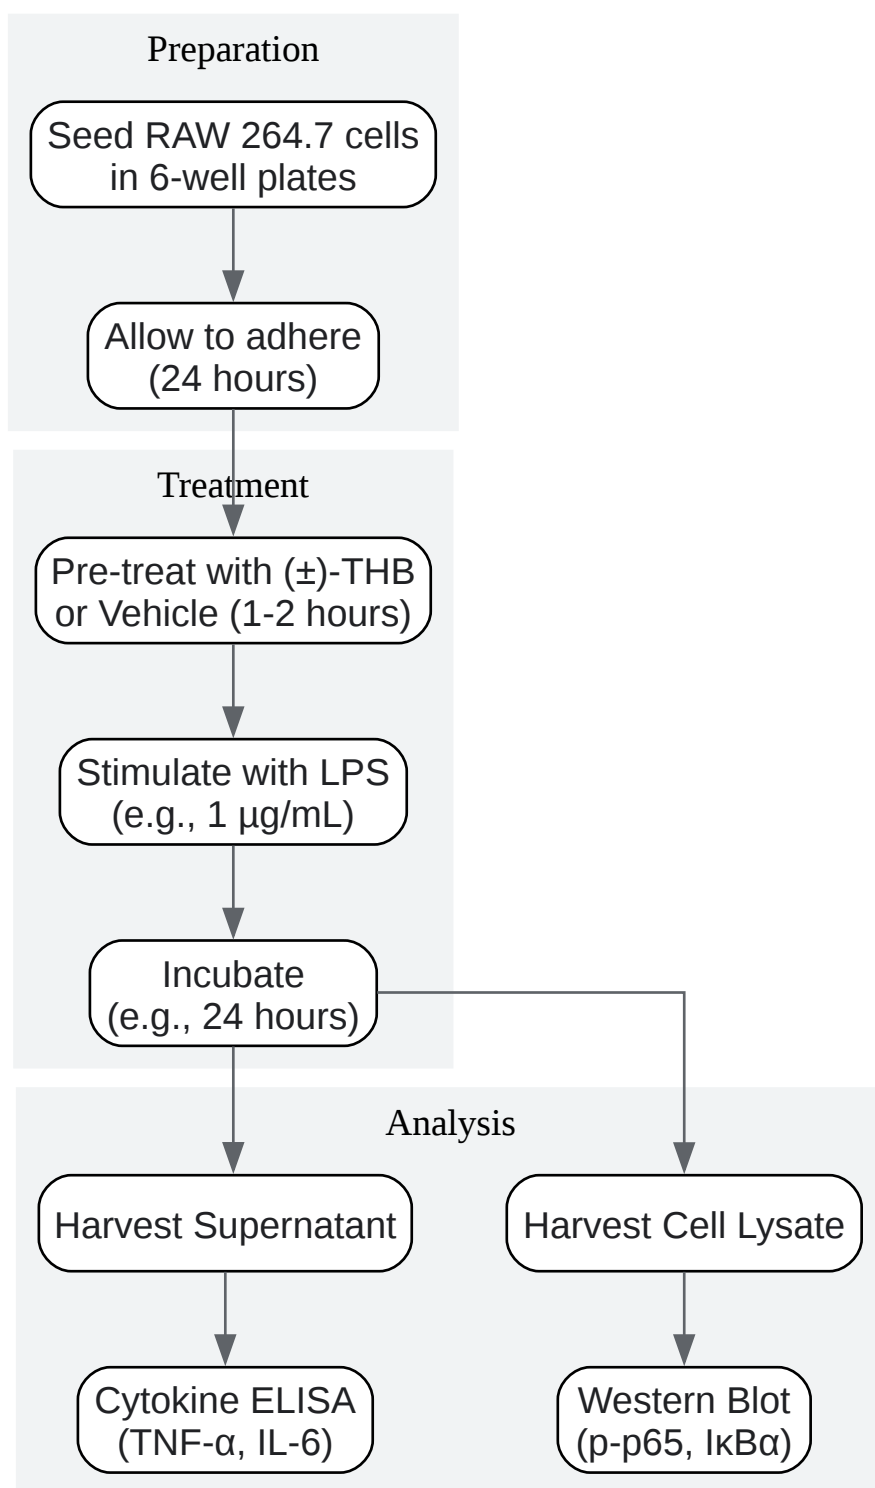 Preparation
Seed RAW 264.7 cells
in 6-well plates
Allow to adhere
(24 hours)
Treatment
Pre-treat with (±)-THB
or Vehicle (1-2 hours)
Stimulate with LPS
(e.g., 1 µg/mL)
Incubate
(e.g., 24 hours)
Analysis
Harvest Supernatant
Harvest Cell Lysate
Cytokine ELISA
(TNF-α, IL-6)
Western Blot
(p-p65, IκBα)